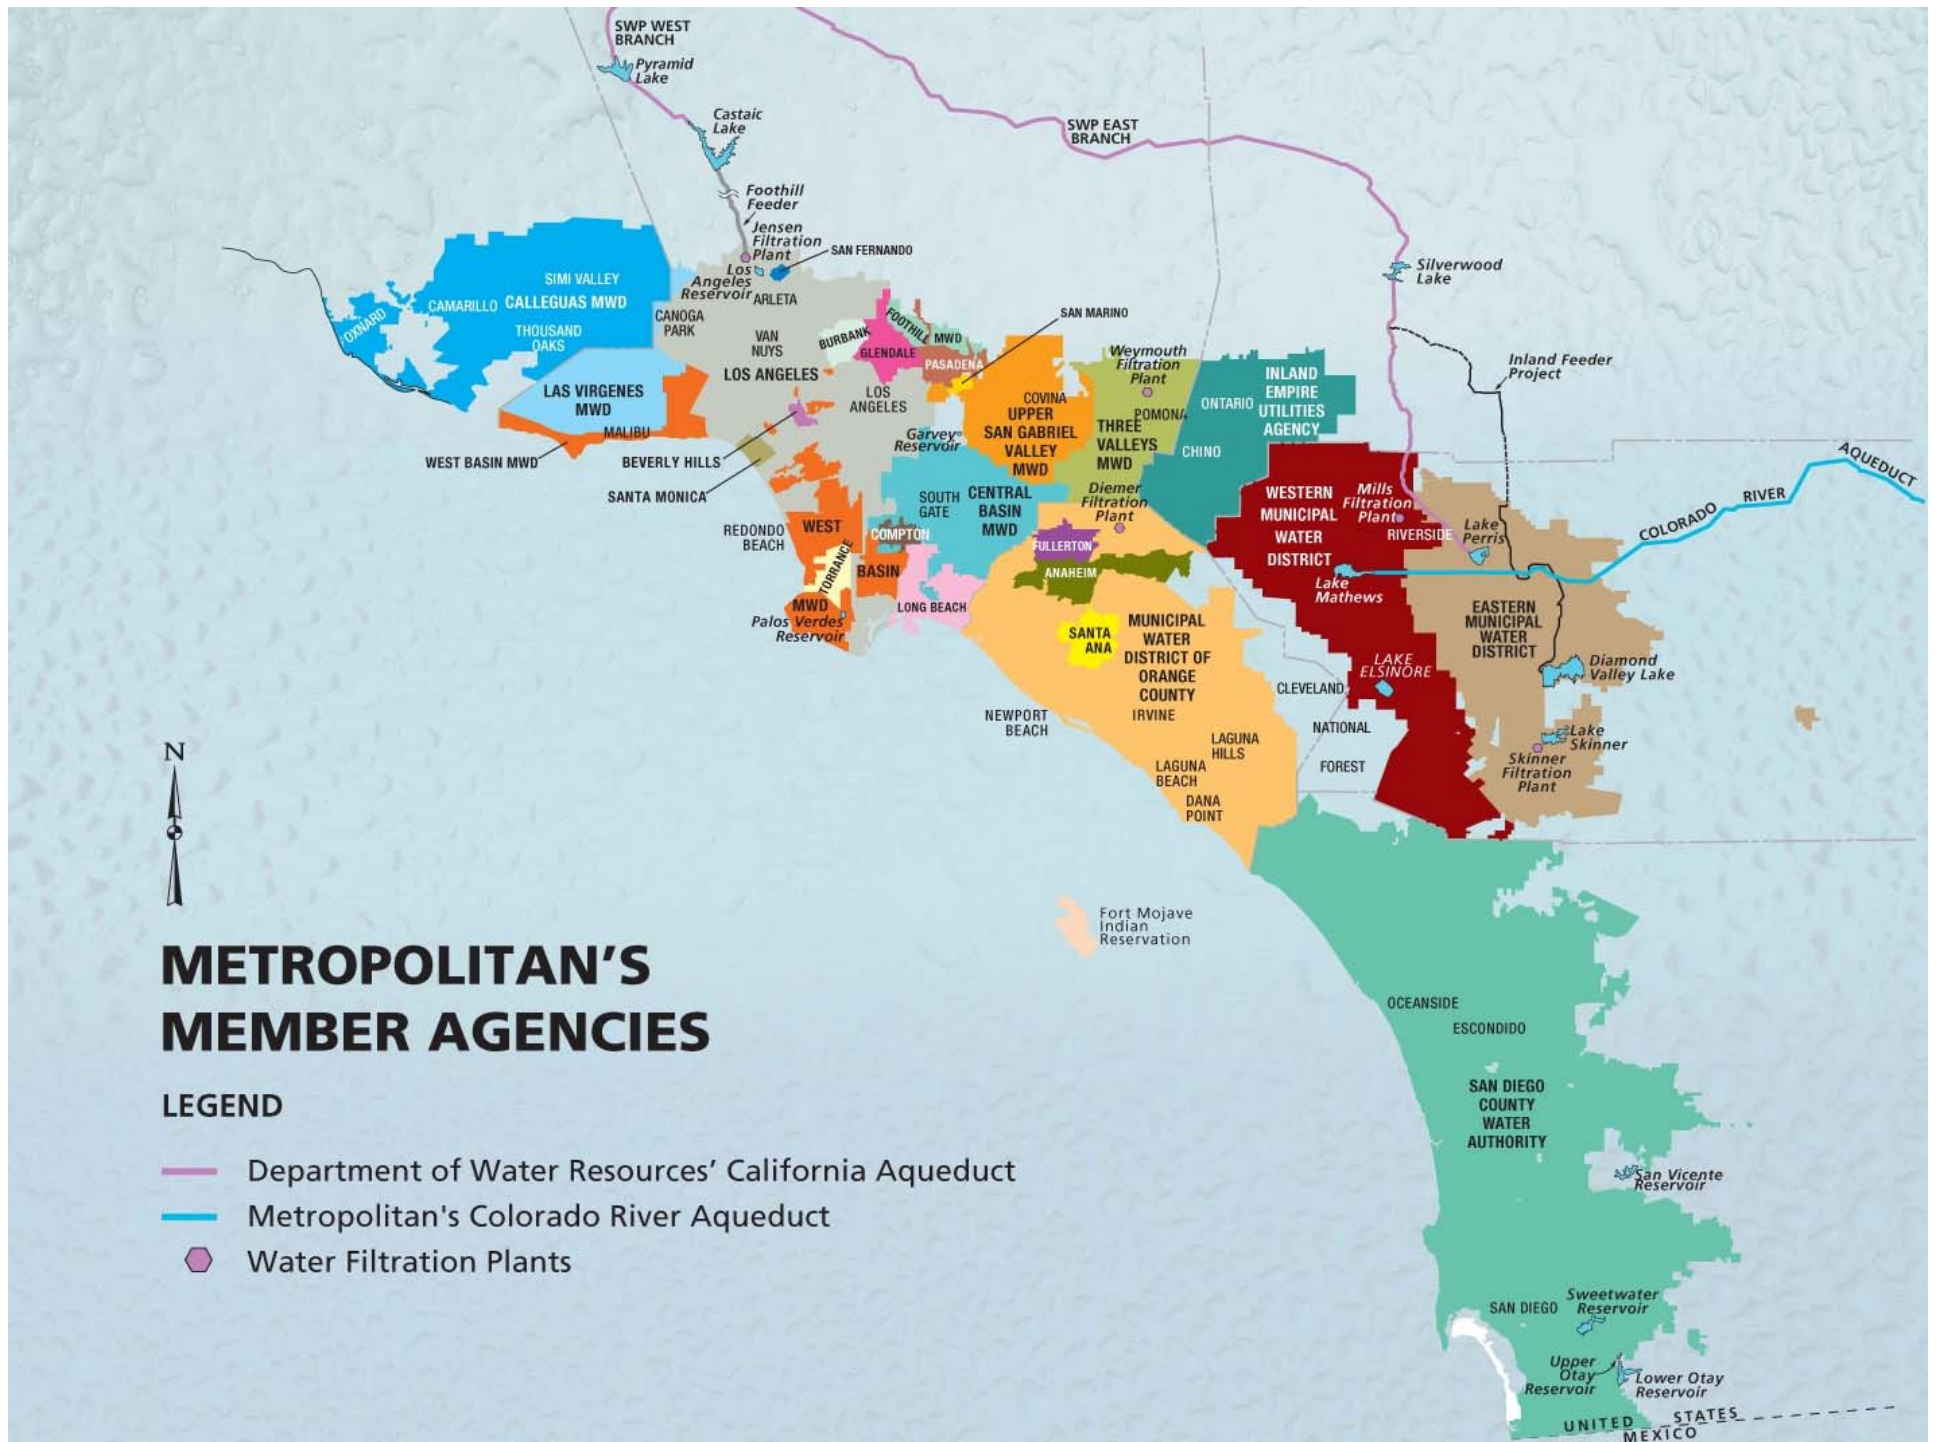 SWP WEST
BRANCH
Pyramid
Lake
Castaic
Lake
SWP EAST
BRANCH
Foothill
Feeder
Jensen
Filtration
Plant
SAN FERNANDO
Los
Angeles
Reservoir
ARLETA
Silverwood
Lake
SIMI VALLEY
CAMARILLO
CALLEGUAS MWD
OXNARD
THOUSAND
OAKS
CANOGA
PARK
VAN
NUYS
BURBANK
FOOTHILL
MWD
GLENDALE
PASADENA
SAN MARINO
Weymouth
Filtration
Plant
Inland Feeder
Project
LOS ANGELES
LOS
ANGELES
LAS VIRGENES
MWD
MALIBU
WEST BASIN MWD
BEVERLY HILLS
SANTA MONICA
Garvey
Reservoir
COVINA
UPPER
SAN GABRIEL
VALLEY
MWD
POMONA
THREE
VALLEYS
MWD
ONTARIO
INLAND
EMPIRE
UTILITIES
AGENCY
CHINO
AQUEDUCT
RIVER
COLORADO
Diemer
Filtration
Plant
SOUTH
GATE
CENTRAL
BASIN
MWD
WESTERN
MUNICIPAL
WATER
DISTRICT
Mills
Filtration
Plant
RIVERSIDE
Lake
Perris
REDONDO
BEACH
WEST
COMPTON
FULLERTON
TORRANCE
BASIN
ANAHEIM
Lake
Mathews
MWD
LONG BEACH
Palos Verdes
Reservoir
SANTA
ANA
MUNICIPAL
WATER
DISTRICT OF
ORANGE
COUNTY
EASTERN
MUNICIPAL
WATER
DISTRICT
LAKE
ELSINORE
Diamond
Valley Lake
CLEVELAND
NATIONAL
FOREST
NEWPORT
BEACH
IRVINE
LAGUNA
HILLS
LAGUNA
BEACH
DANA
POINT
Lake
Skinner
Skinner
Filtration
Plant
N
Fort Mojave
Indian
Reservation
METROPOLITAN'S
MEMBER AGENCIES
OCEANSIDE
ESCONDIDO
SAN DIEGO
COUNTY
WATER
AUTHORITY
San Vicente
Reservoir
LEGEND
Department of Water Resources' California Aqueduct
Metropolitan's Colorado River Aqueduct
Water Filtration Plants
SAN DIEGO
Sweetwater
Reservoir
Upper
Otay
Reservoir
Lower Otay
Reservoir
UNITED STATES
MEXICO